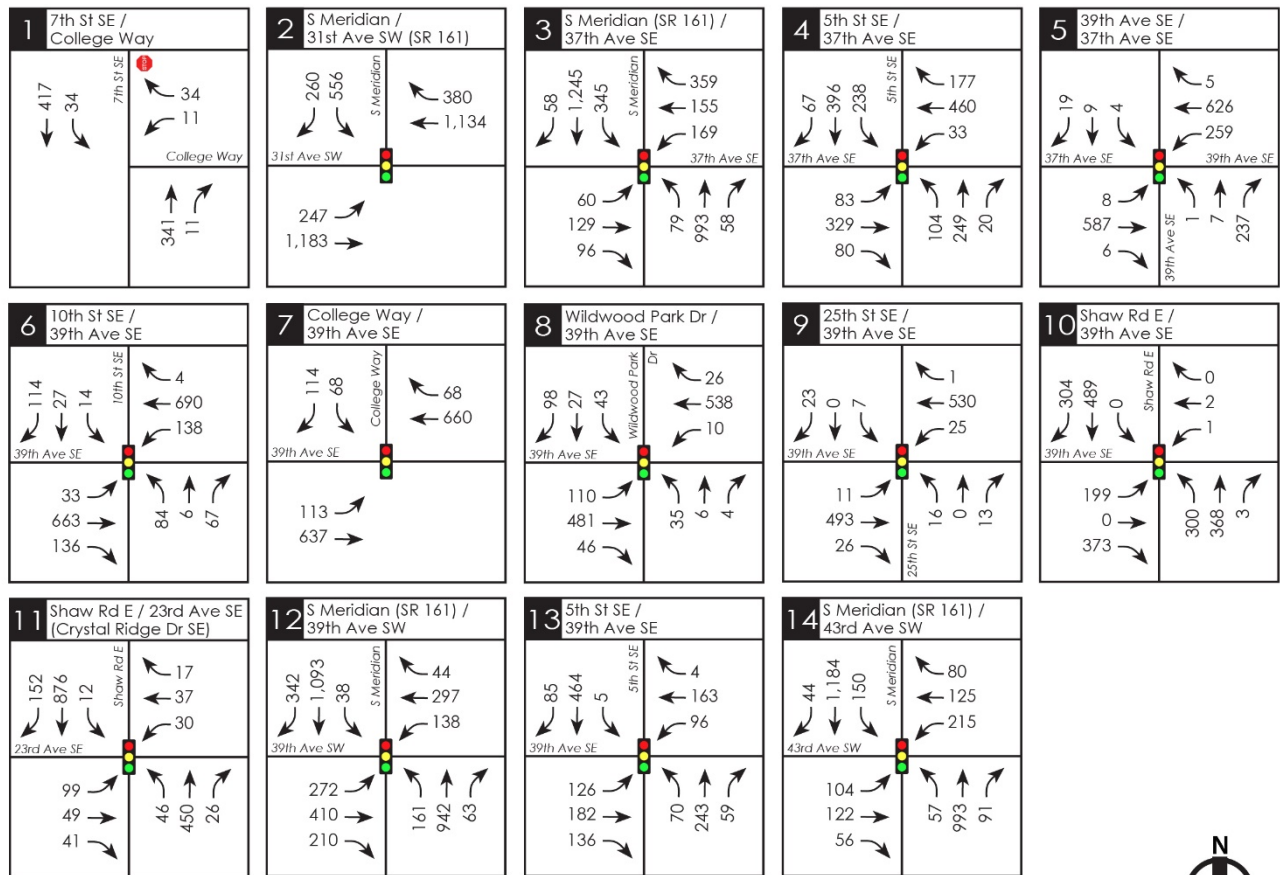 1
7th St SE /
College Way
417
34
7th St SE
STOP
34
11
College Way
341
11
2
S Meridian /
31st Ave SW (SR 161)
260
556
S Meridian
380
1,134
31st Ave SW
247
1,183
3
S Meridian (SR 161) /
37th Ave SE
58
1,245
345
S Meridian
359
155
169
37th Ave SE
60
129
96
79
993
58
4
5th St SE /
37th Ave SE
67
396
238
5th St SE
177
460
33
37th Ave SE
83
329
80
104
249
20
5
39th Ave SE /
37th Ave SE
19
9
4
5
626
259
37th Ave SE
39th Ave SE
8
587
6
39th Ave SE
1
7
237
6
10th St SE /
39th Ave SE
114
27
14
10th St SE
4
690
138
39th Ave SE
33
663
136
84
6
67
7
College Way /
39th Ave SE
114
68
College Way
68
660
39th Ave SE
113
637
8
Wildwood Park Dr /
39th Ave SE
98
27
43
Wildwood Park
Dr
26
538
10
39th Ave SE
110
481
46
35
6
4
9
25th St SE /
39th Ave SE
23
0
7
1
530
25
39th Ave SE
11
493
26
25th St SE
16
0
13
10
Shaw Rd E /
39th Ave SE
304
489
0
Shaw Rd E
0
2
1
39th Ave SE
199
0
373
300
368
3
11
Shaw Rd E / 23rd Ave SE
(Crystal Ridge Dr SE)
152
876
12
Shaw Rd E
17
37
30
23rd Ave SE
99
49
41
46
450
26
12
S Meridian (SR 161) /
39th Ave SW
342
1,093
38
S Meridian
44
297
138
39th Ave SW
272
410
210
161
942
63
13
5th St SE /
39th Ave SE
85
464
5
5th St SE
4
163
96
39th Ave SE
126
182
136
70
243
59
14
S Meridian (SR 161) /
43rd Ave SW
44
1,184
150
S Meridian
80
125
215
43rd Ave SW
104
122
56
57
993
91
N